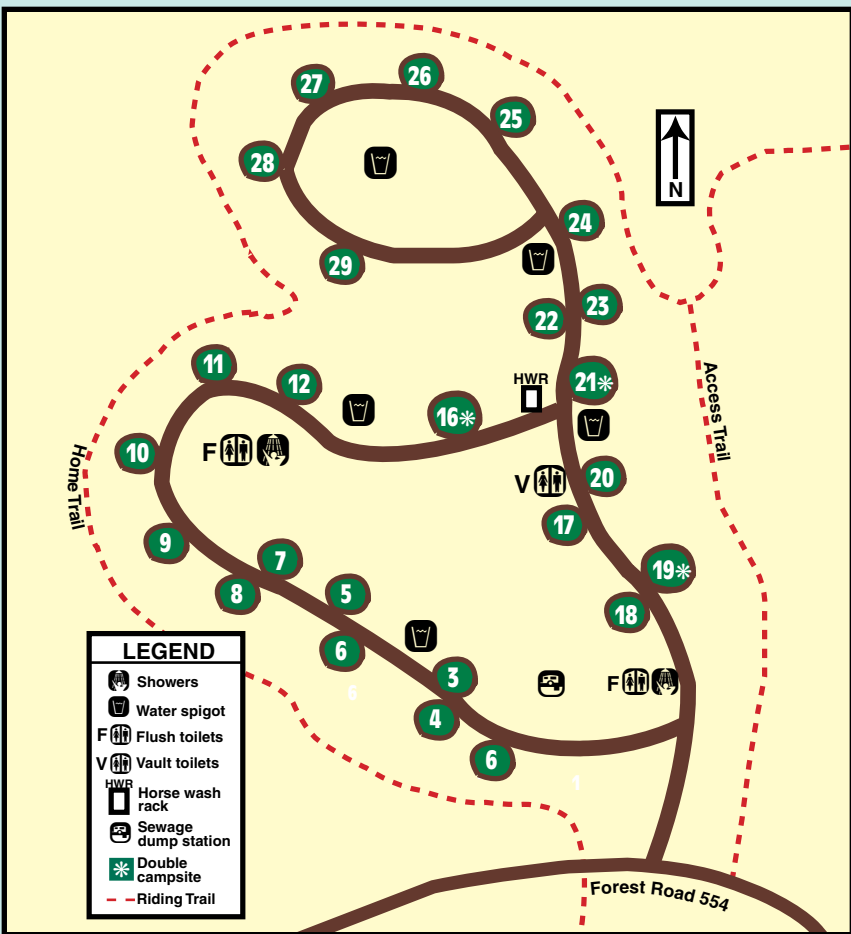 27
26
25
28
24
29
23
22
N
11
12
HWR
21*
16*
Access Trail
10
F
V
20
Home Trail
17
9
7
19*
8
5
18
6
3
F
6
4
6
1
LEGEND
Showers
Water spigot
F Flush toilets
V Vault toilets
HWR
Horse wash
rack
Sewage
dump station
Double
campsite
Riding Trail
Forest Road 554